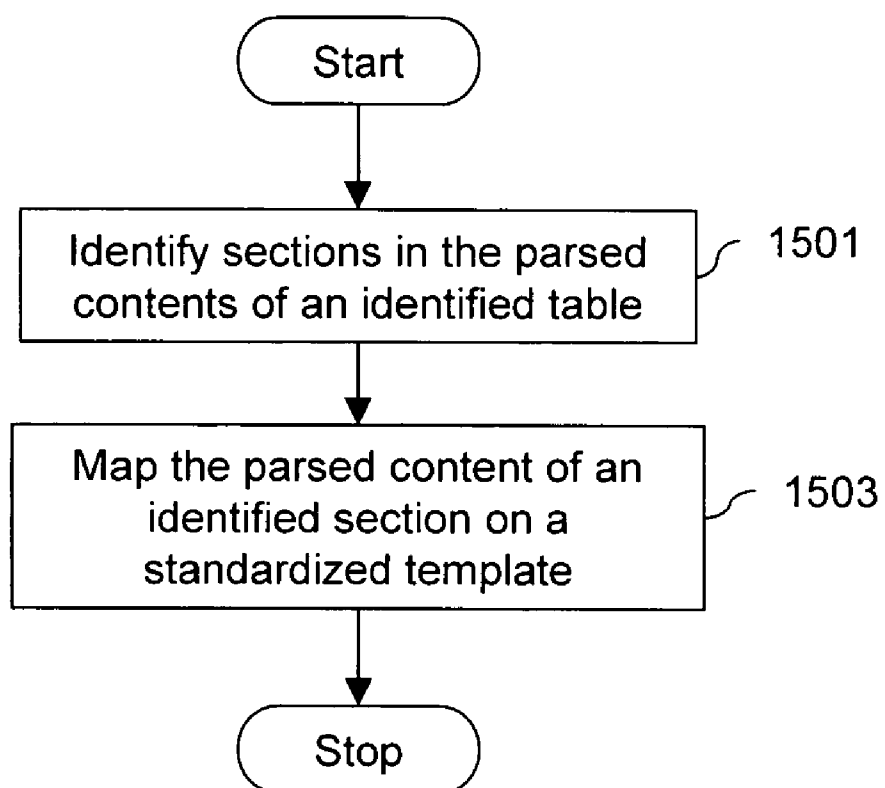 Start
Identify sections in the parsed
contents of an identified table
1501
Map the parsed content of an
identified section on a
standardized template
1503
Stop